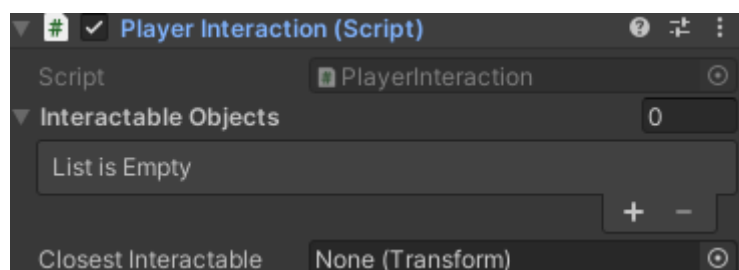 Player Interaction (Script)
Script PlayerInteraction
Interactable Objects 0
List is Empty
Closest Interactable None (Transform)